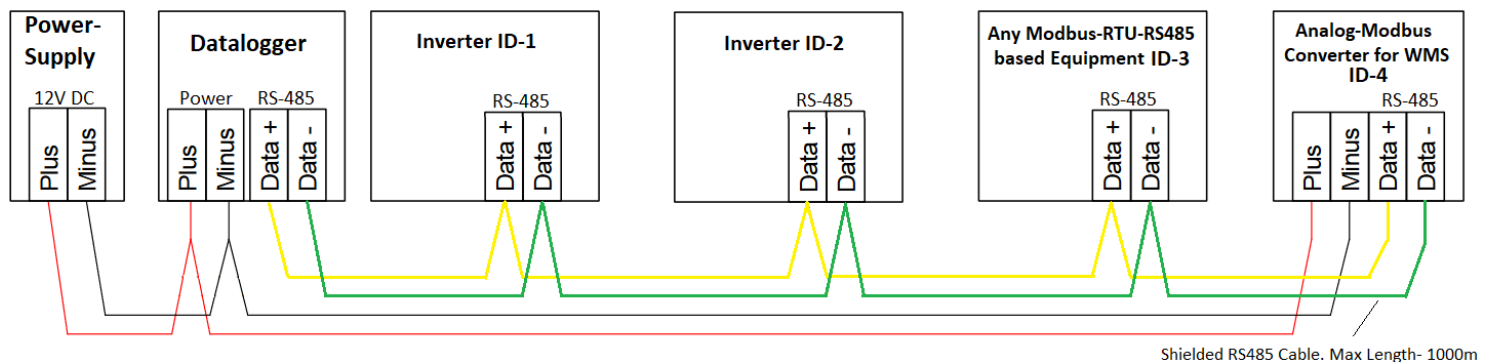 Power-
Supply
12V DC
Plus
Minus
Datalogger
Power
RS-485
Plus
Minus
Data +
Data -
Inverter ID-1
RS-485
Data +
Data -
Inverter ID-2
RS-485
Data +
Data -
Any Modbus-RTU-RS485
based Equipment ID-3
RS-485
Data +
Data -
Analog-Modbus
Converter for WMS
ID-4
RS-485
Plus
Minus
Data +
Data -
Shielded RS485 Cable. Max Length- 1000m